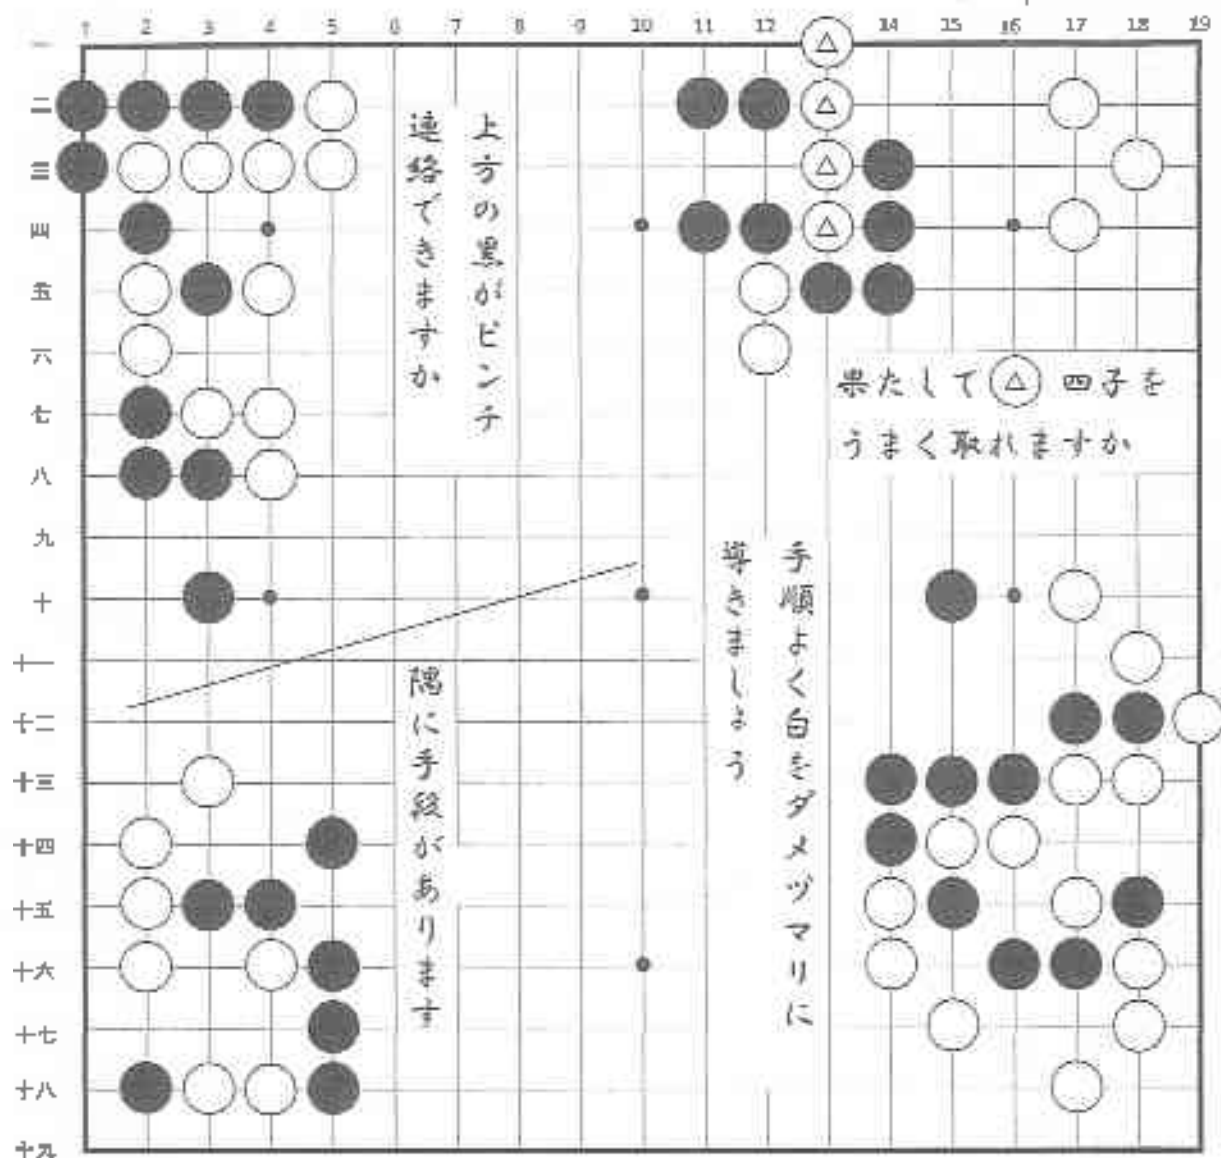 1 2 3 4 5 6 7 8 9 10 11 12 14 15 16 17 18 19
一
二
三
四
五
六
七
八
九
十
十一
十二
十三
十四
十五
十六
十七
十八
十九
上方の黒がピンチ
連絡できますか
果たして△四子を
うまく取れますか
手順よく白をダメヅマリに
導きましょう
隅に手段があります